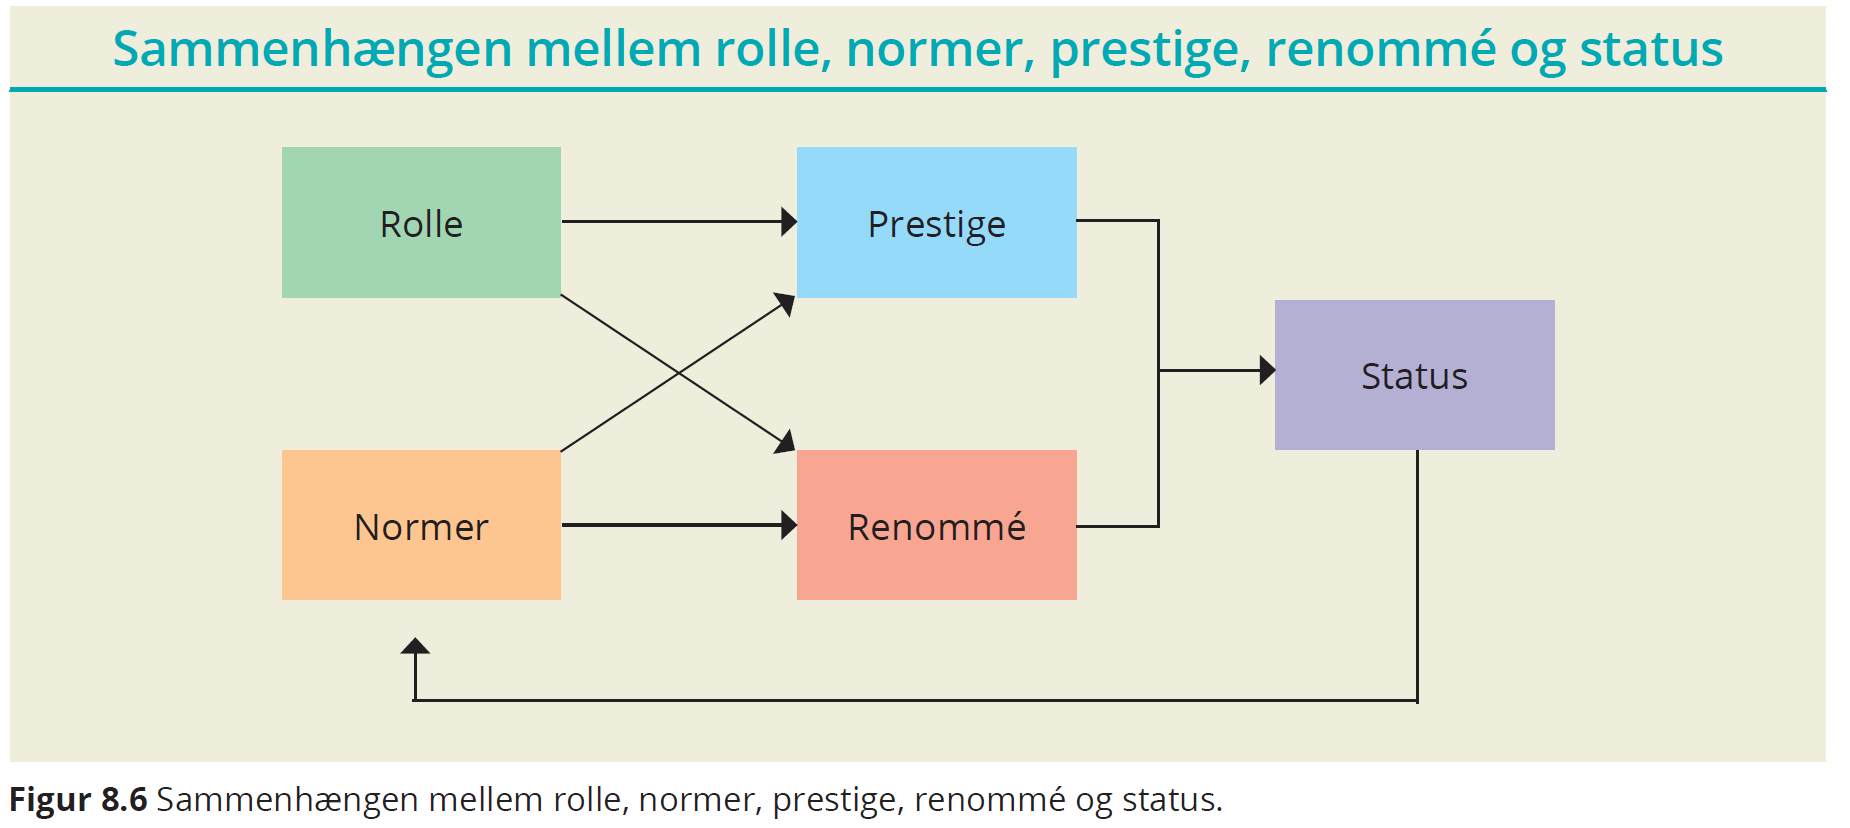 Sammenhængen mellem rolle, normer, prestige, renommé og status
Rolle
Prestige
Status
Normer
Renommé
Figur 8.6 Sammenhængen mellem rolle, normer, prestige, renommé og status.